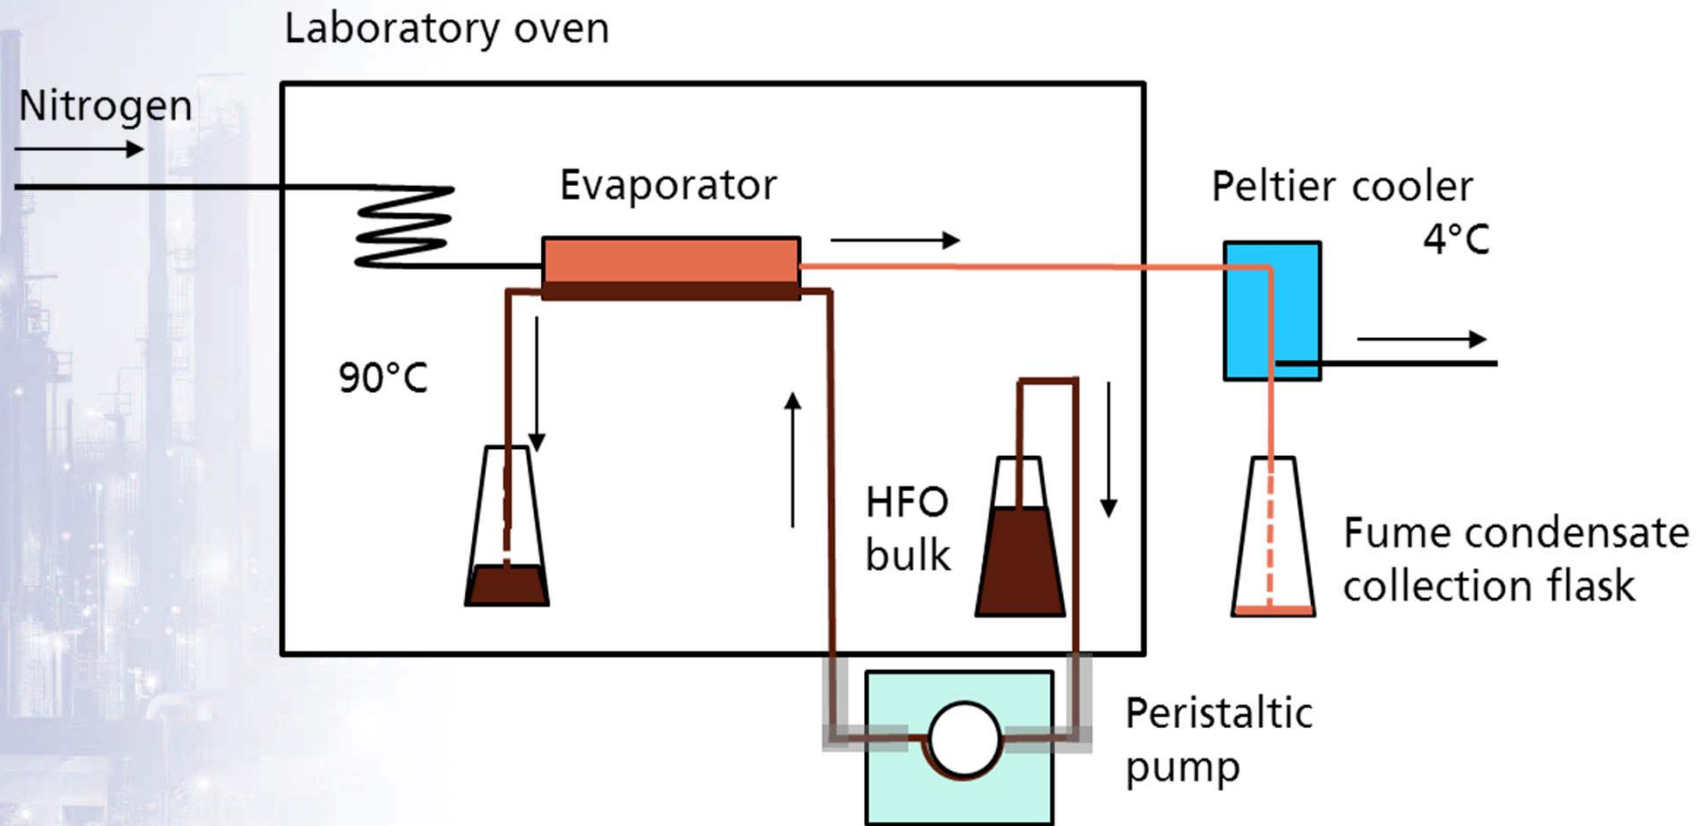 Laboratory oven
Nitrogen
Evaporator
Peltier cooler
4°C
90°C
HFO
bulk
Fume condensate
collection flask
Peristaltic
pump